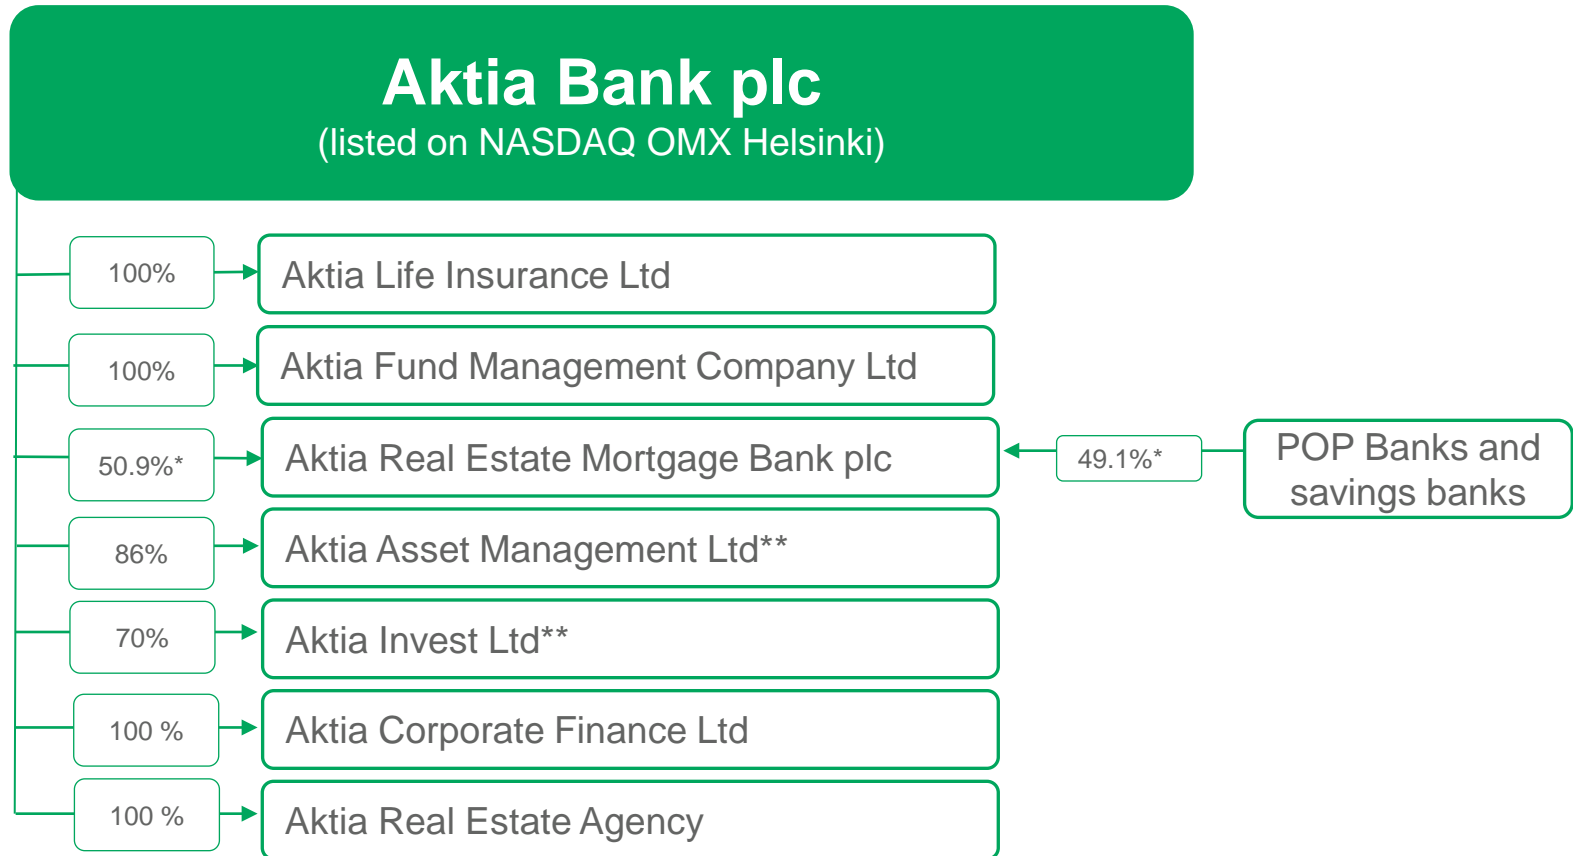 Aktia Bank plc
(listed on NASDAQ OMX Helsinki)
100%
Aktia Life Insurance Ltd
100%
Aktia Fund Management Company Ltd
50.9%*
Aktia Real Estate Mortgage Bank plc
49.1%*
POP Banks and
savings banks
86%
Aktia Asset Management Ltd**
70%
Aktia Invest Ltd**
100 %
Aktia Corporate Finance Ltd
100 %
Aktia Real Estate Agency